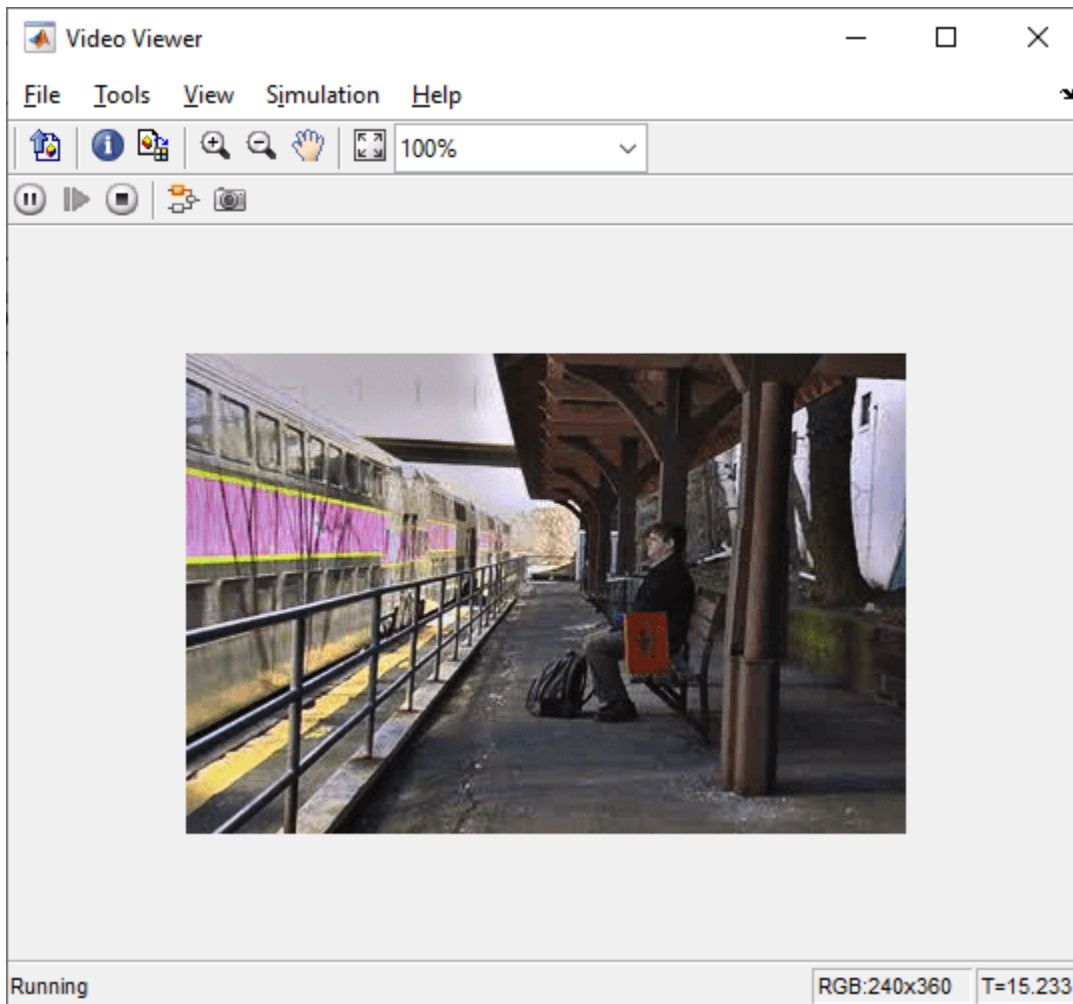 Video Viewer
File Tools View Simulation Help
100%
Running RGB:240x360 T=15.233